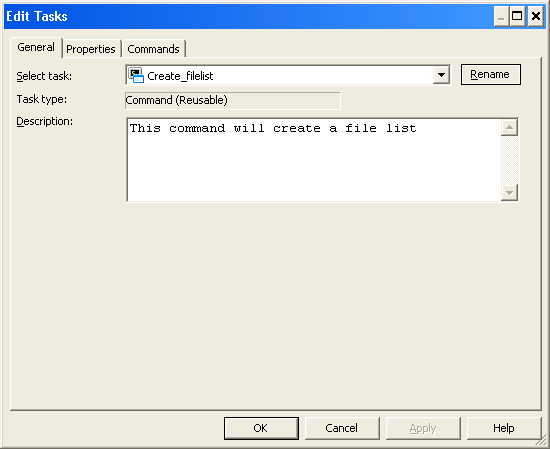 Edit Tasks
General Properties Commands
Select task: Create_filelist Rename
Task type: Command (Reusable)
Description: This command will create a file list
OK Cancel Apply Help